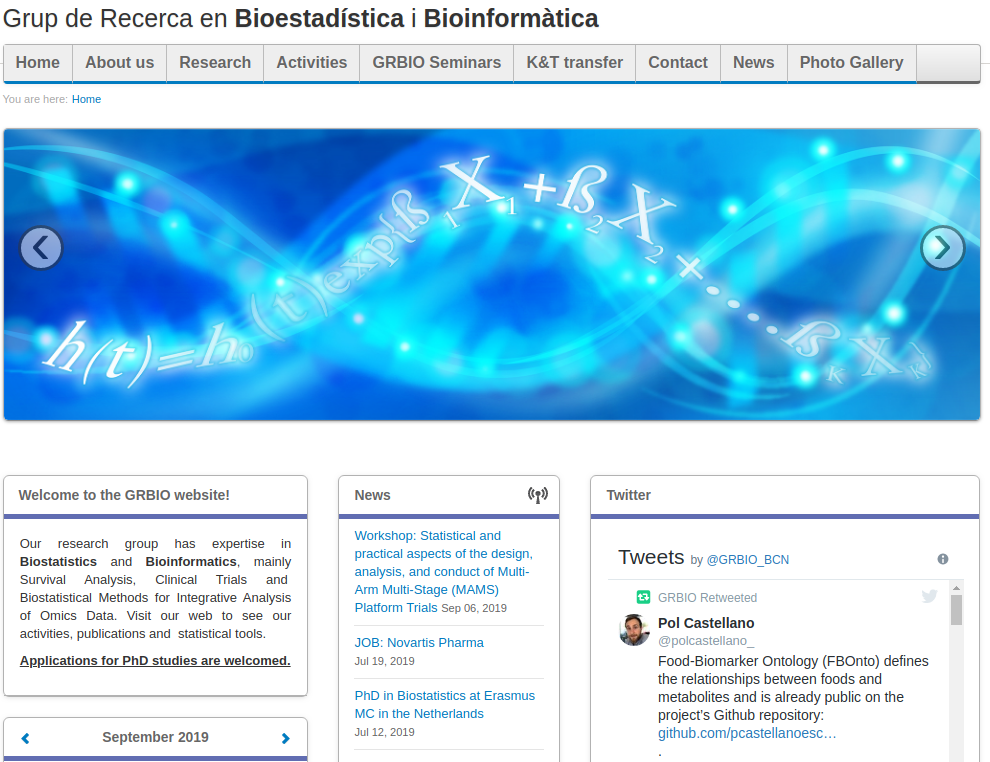 Grup de Recerca en Bioestadística i Bioinformàtica
Home About us Research Activities GRBIO Seminars K&T transfer Contact News Photo Gallery
You are here: Home
h(t)=h₀(t)exp(ß₁X₁+ß₂X₂+.....ßₖXₖ)
Welcome to the GRBIO website!
Our research group has expertise in
Biostatistics and Bioinformatics, mainly
Survival Analysis, Clinical Trials and
Biostatistical Methods for Integrative Analysis
of Omics Data. Visit our web to see our
activities, publications and statistical tools.
Applications for PhD studies are welcomed.
September 2019
News
Workshop: Statistical and
practical aspects of the design,
analysis, and conduct of Multi-
Arm Multi-Stage (MAMS)
Platform Trials Sep 06, 2019
JOB: Novartis Pharma
Jul 19, 2019
PhD in Biostatistics at Erasmus
MC in the Netherlands
Jul 12, 2019
Twitter
Tweets by @GRBIO_BCN
GRBIO Retweeted
Pol Castellano
@polcastellano_
Food-Biomarker Ontology (FBOnto) defines
the relationships between foods and
metabolites and is already public on the
project's Github repository:
github.com/pcastellanoesc…
.